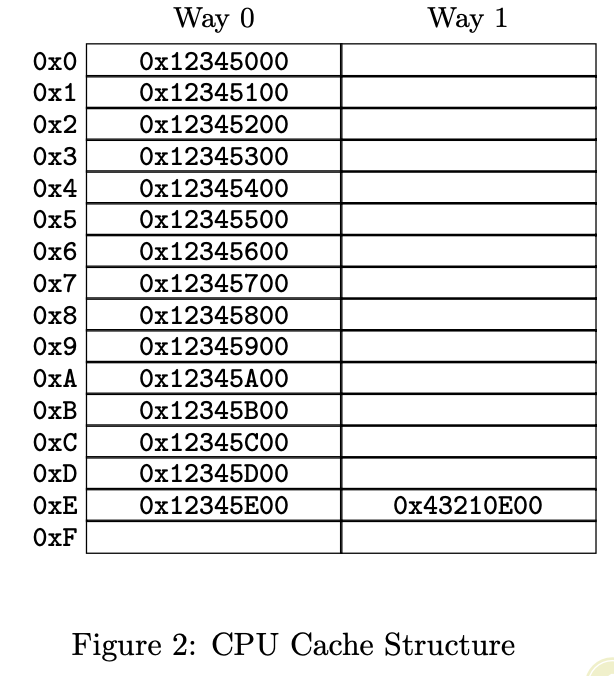 Way 0 Way 1
0x0 0x12345000
0x1 0x12345100
0x2 0x12345200
0x3 0x12345300
0x4 0x12345400
0x5 0x12345500
0x6 0x12345600
0x7 0x12345700
0x8 0x12345800
0x9 0x12345900
0xA 0x12345A00
0xB 0x12345B00
0xC 0x12345C00
0xD 0x12345D00
0xE 0x12345E00 0x43210E00
0xF
Figure 2: CPU Cache Structure